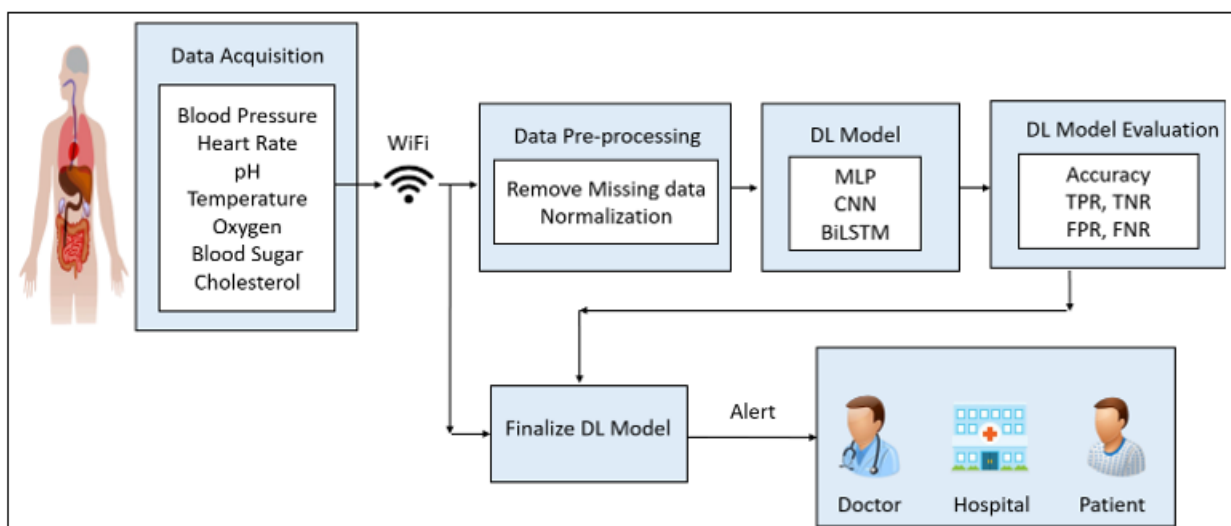 Data Acquisition
Blood Pressure
Heart Rate
pH
Temperature
Oxygen
Blood Sugar
Cholesterol
WiFi
Data Pre-processing
Remove Missing data
Normalization
DL Model
MLP
CNN
BiLSTM
DL Model Evaluation
Accuracy
TPR, TNR
FPR, FNR
Finalize DL Model
Alert
H
Doctor
Hospital
Patient